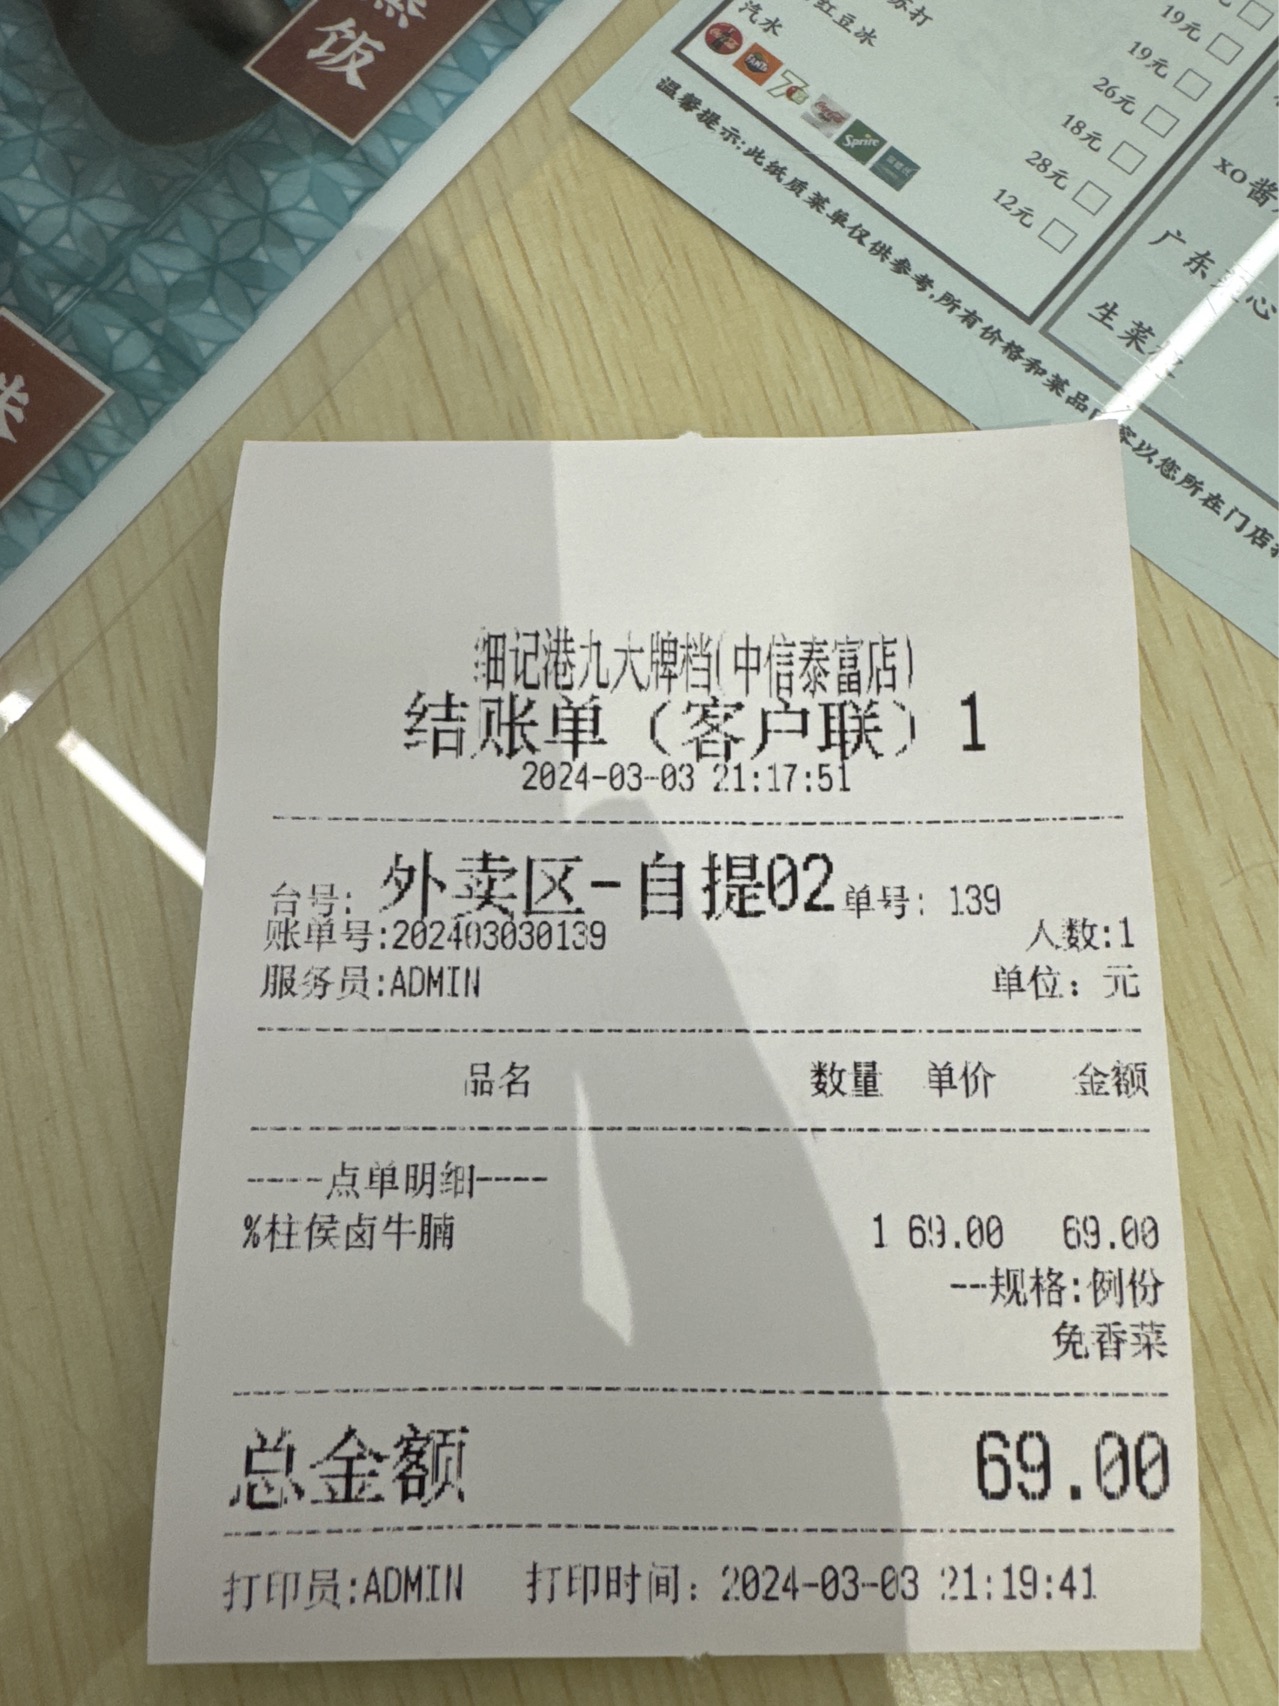 饭
苏打
红豆冰
汽水
19元
19元
26元
18元
28元
12元
Sprite
温馨提示:此纸质菜单仅供参考,所有价格和菜品内容以您所在门店
XO酱
广东菜心
生菜
细记港九大牌档(中信泰富店)
结账单（客户联）1
2024-03-03 21:17:51
台号: 外卖区-自提02 单号: 139
账单号:202403030139 人数:1
服务员:ADMIN 单位: 元
品名 数量 单价 金额
----点单明细----
%柱侯卤牛腩 1 69.00 69.00
--规格:例份
免香菜
总金额 69.00
打印员:ADMIN 打印时间: 2024-03-03 21:19:41